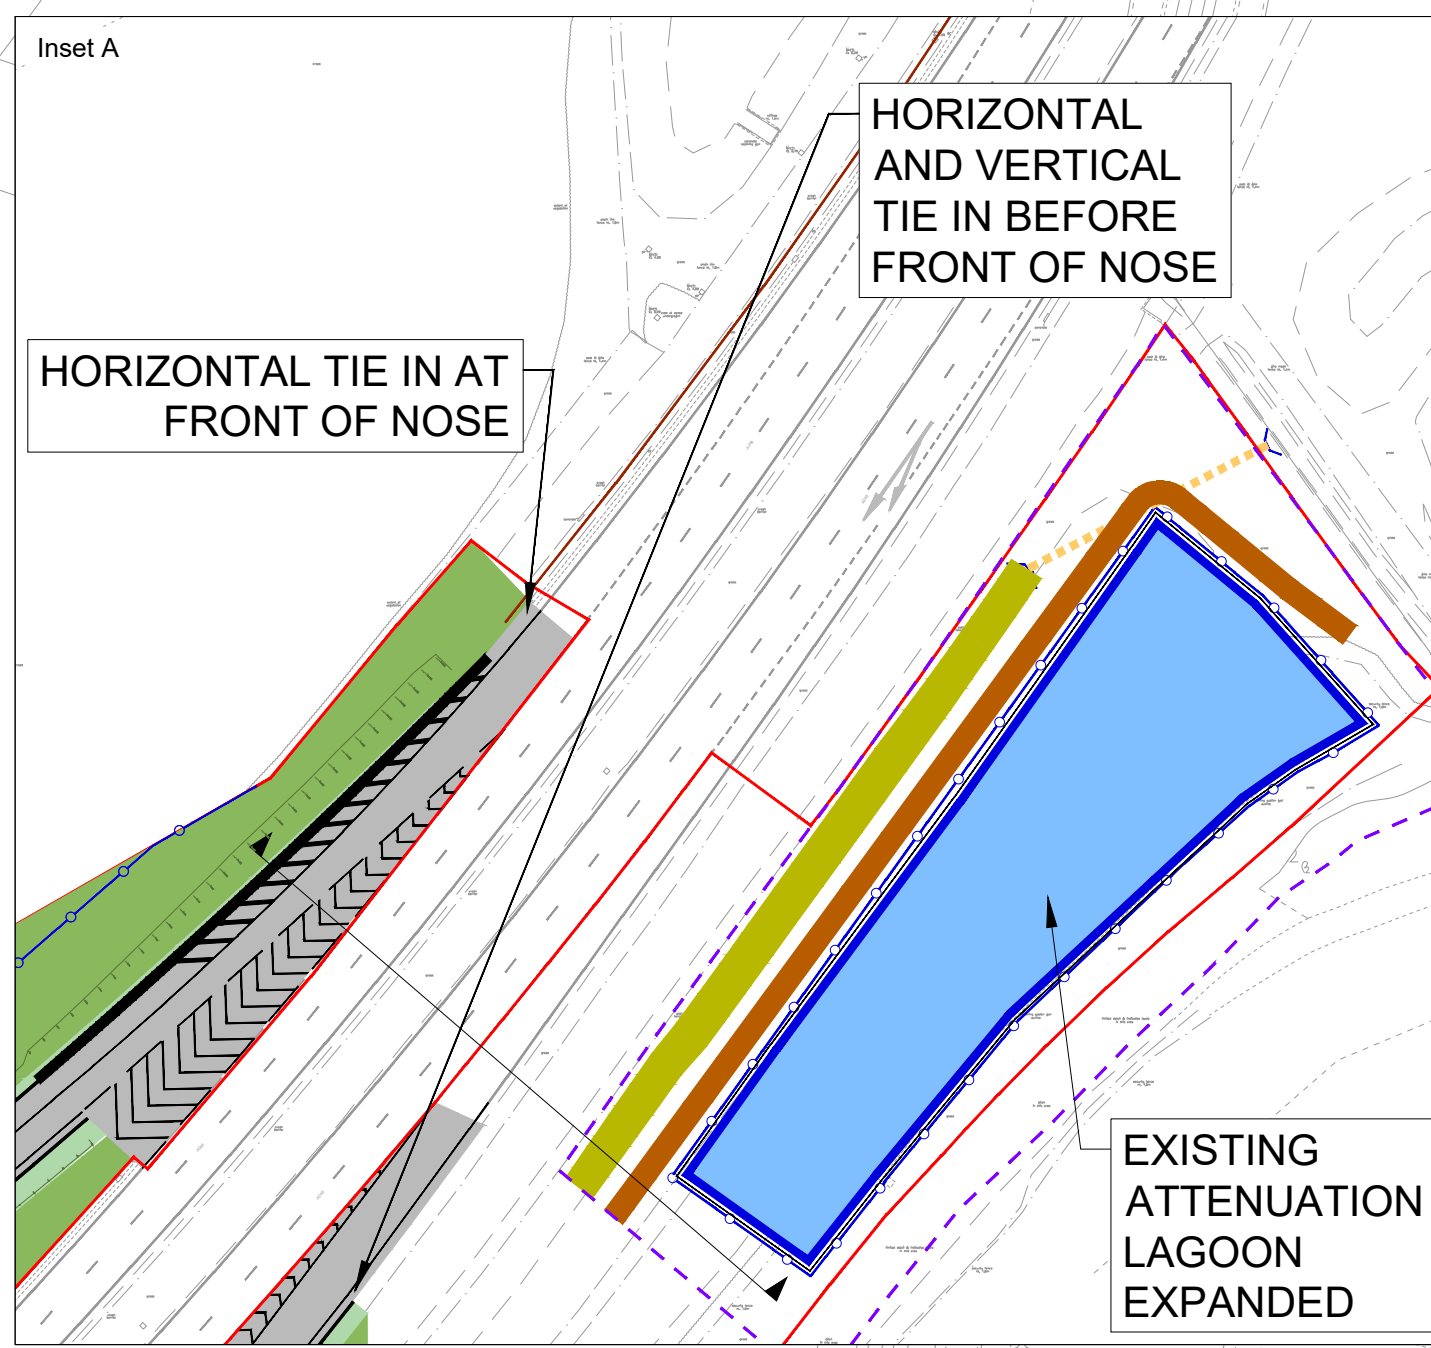 Inset A
HORIZONTAL
AND VERTICAL
TIE IN BEFORE
FRONT OF NOSE
HORIZONTAL TIE IN AT
FRONT OF NOSE
EXISTING
ATTENUATION
LAGOON
EXPANDED